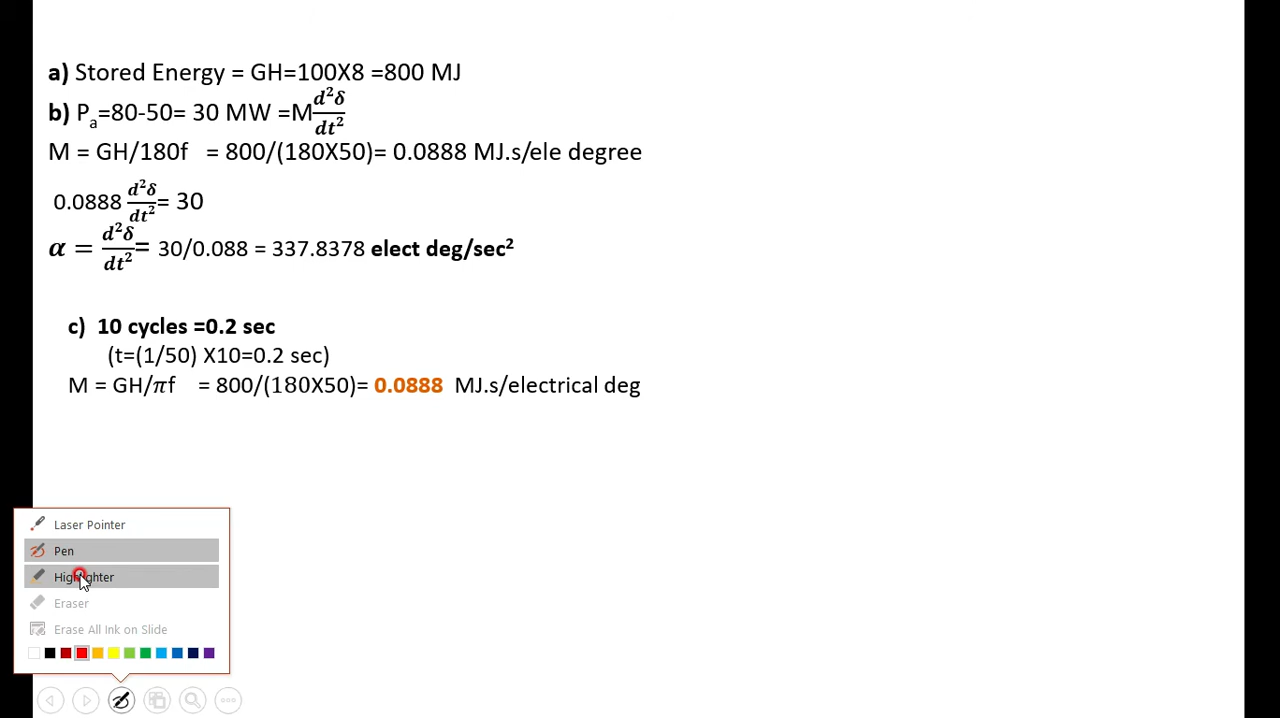 a) Stored Energy = GH=100X8 =800 MJ
b) Pₐ=80-50= 30 MW =M d²δ/dt²
M = GH/180f = 800/(180X50)= 0.0888 MJ.s/ele degree
0.0888 d²δ/dt² = 30
α = d²δ/dt² = 30/0.088 = 337.8378 elect deg/sec²
c) 10 cycles =0.2 sec
(t=(1/50) X10=0.2 sec)
M = GH/πf = 800/(180X50)= 0.0888 MJ.s/electrical deg
Laser Pointer
Pen
Highlighter
Eraser
Erase All Ink on Slide